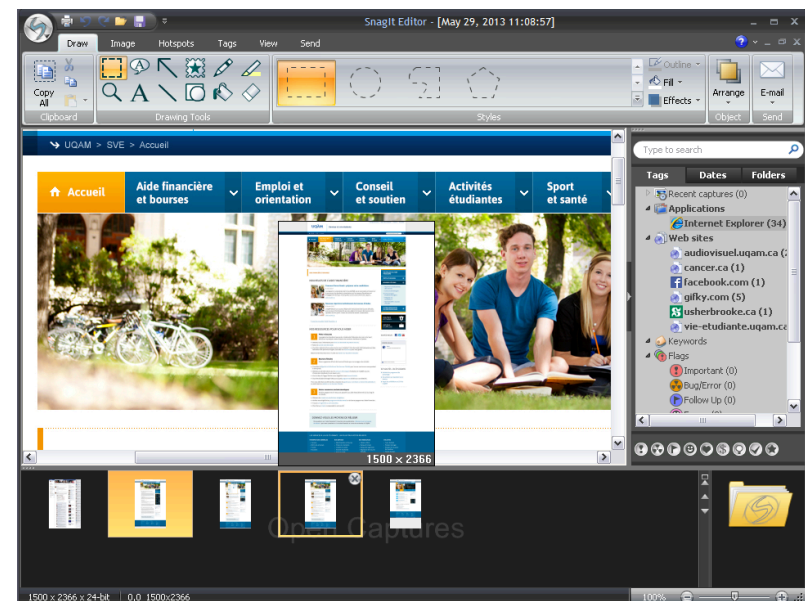 SnagIt Editor - [May 29, 2013 11:08:57]
Draw Image Hotspots Tags View Send
Copy All
Clipboard
Drawing Tools
Styles
Outline
Fill
Effects
Arrange
Object
E-mail
Send
UQAM > SVE > Accueil
Accueil
Aide financière et bourses
Emploi et orientation
Conseil et soutien
Activités étudiantes
Sport et santé
1500 × 2366
Type to search
Tags Dates Folders
Recent captures (0)
Applications
Internet Explorer (34)
Web sites
audiovisuel.uqam.ca (
cancer.ca (1)
facebook.com (1)
gifky.com (5)
usherbrooke.ca (1)
vie-etudiante.uqam.ca
Keywords
Flags
Important (0)
Bug/Error (0)
Follow Up (0)
Open Captures
1500 x 2366 x 24-bit 0,0 1500x2366
100%